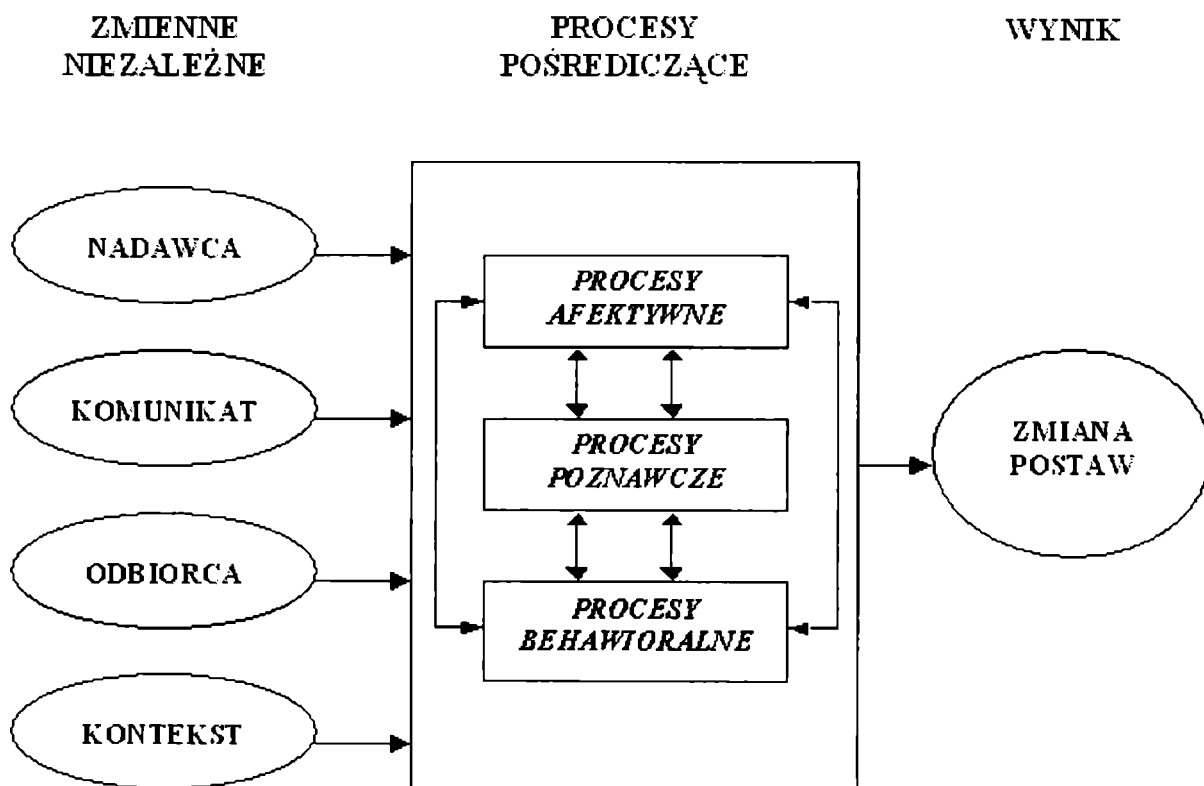 ZMIENNE
NIEZALEŻNE
PROCESY
POŚREDICZĄCE
WYNIK
NADAWCA
KOMUNIKAT
ODBIORCA
KONTEKST
PROCESY
AFEKTYWNE
PROCESY
POZNAWCZE
PROCESY
BEHAWIORALNE
ZMIANA
POSTAW